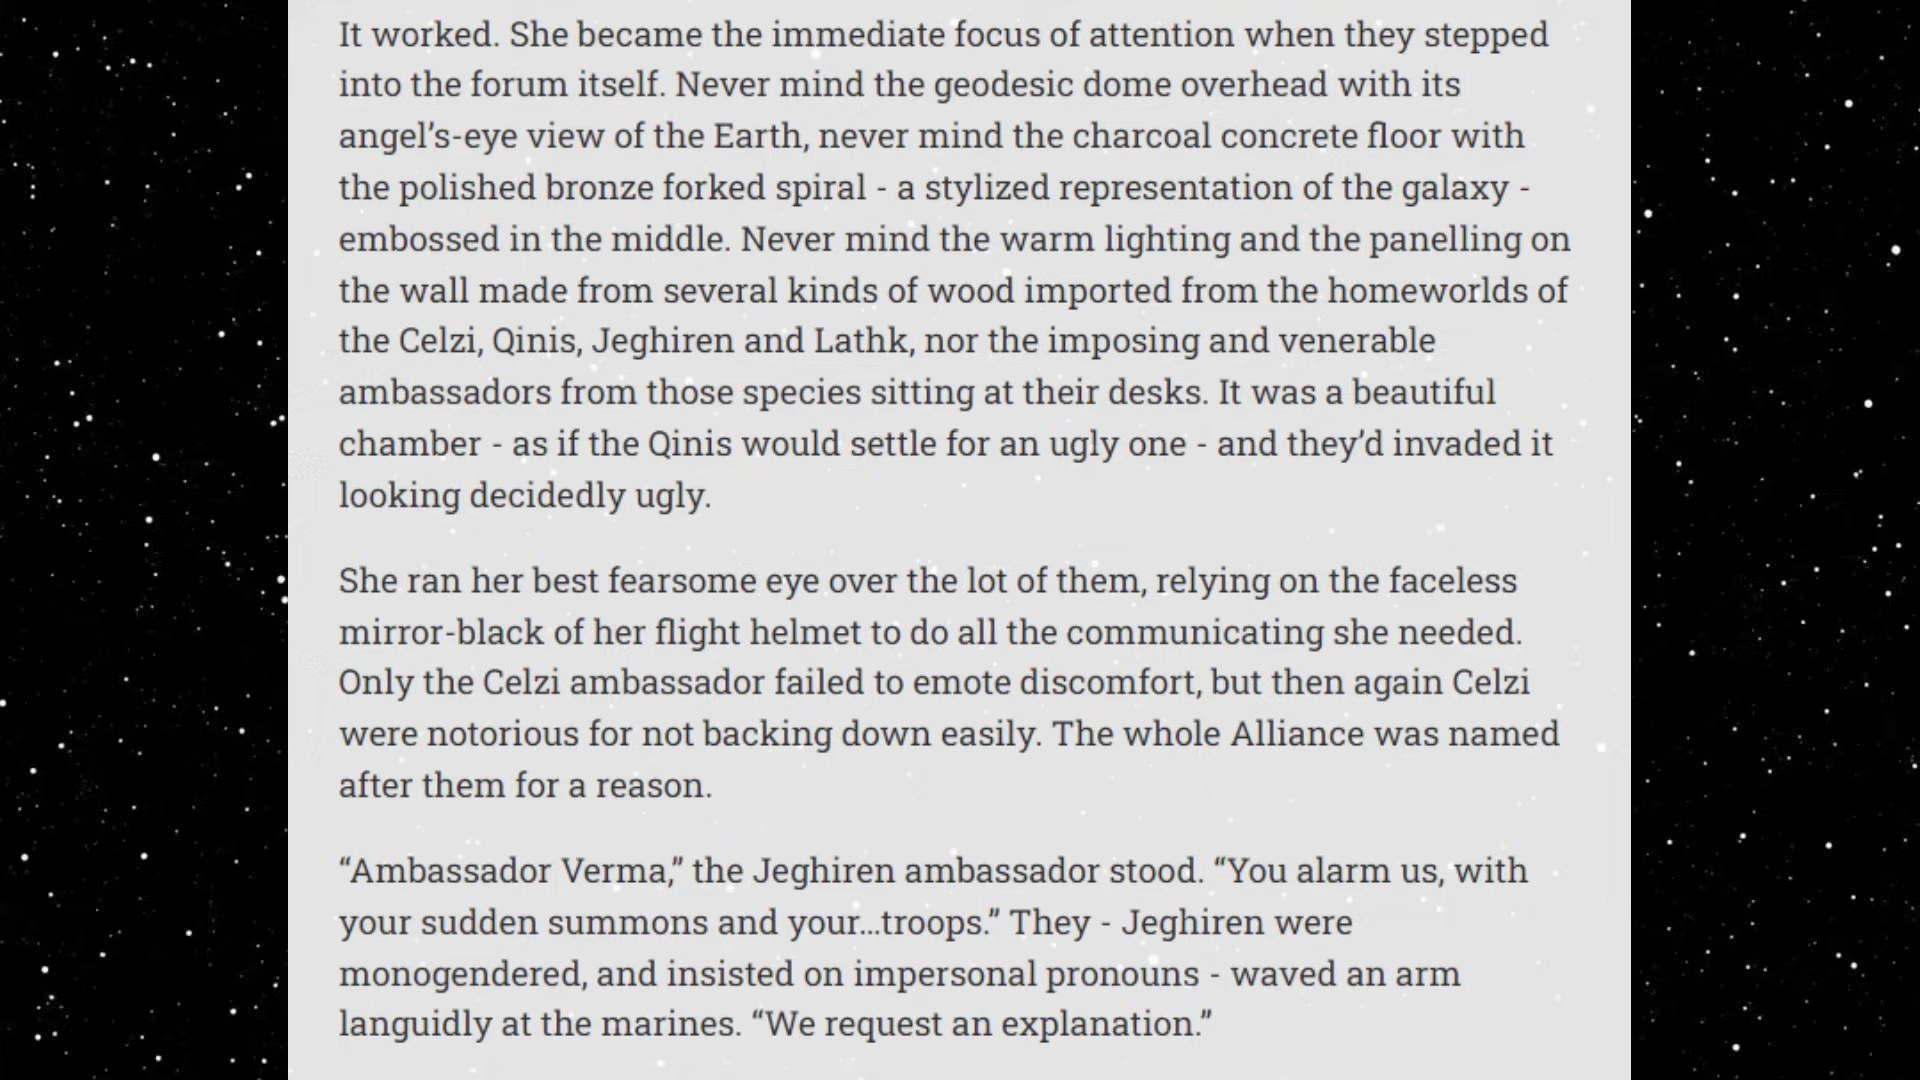 It worked. She became the immediate focus of attention when they stepped
into the forum itself. Never mind the geodesic dome overhead with its
angel’s-eye view of the Earth, never mind the charcoal concrete floor with
the polished bronze forked spiral - a stylized representation of the galaxy -
embossed in the middle. Never mind the warm lighting and the panelling on
the wall made from several kinds of wood imported from the homeworlds of
the Celzi, Qinis, Jeghiren and Lathk, nor the imposing and venerable
ambassadors from those species sitting at their desks. It was a beautiful
chamber - as if the Qinis would settle for an ugly one - and they’d invaded it
looking decidedly ugly.
She ran her best fearsome eye over the lot of them, relying on the faceless
mirror-black of her flight helmet to do all the communicating she needed.
Only the Celzi ambassador failed to emote discomfort, but then again Celzi
were notorious for not backing down easily. The whole Alliance was named
after them for a reason.
“Ambassador Verma,” the Jeghiren ambassador stood. “You alarm us, with
your sudden summons and your…troops.” They - Jeghiren were
monogendered, and insisted on impersonal pronouns - waved an arm
languidly at the marines. “We request an explanation.”